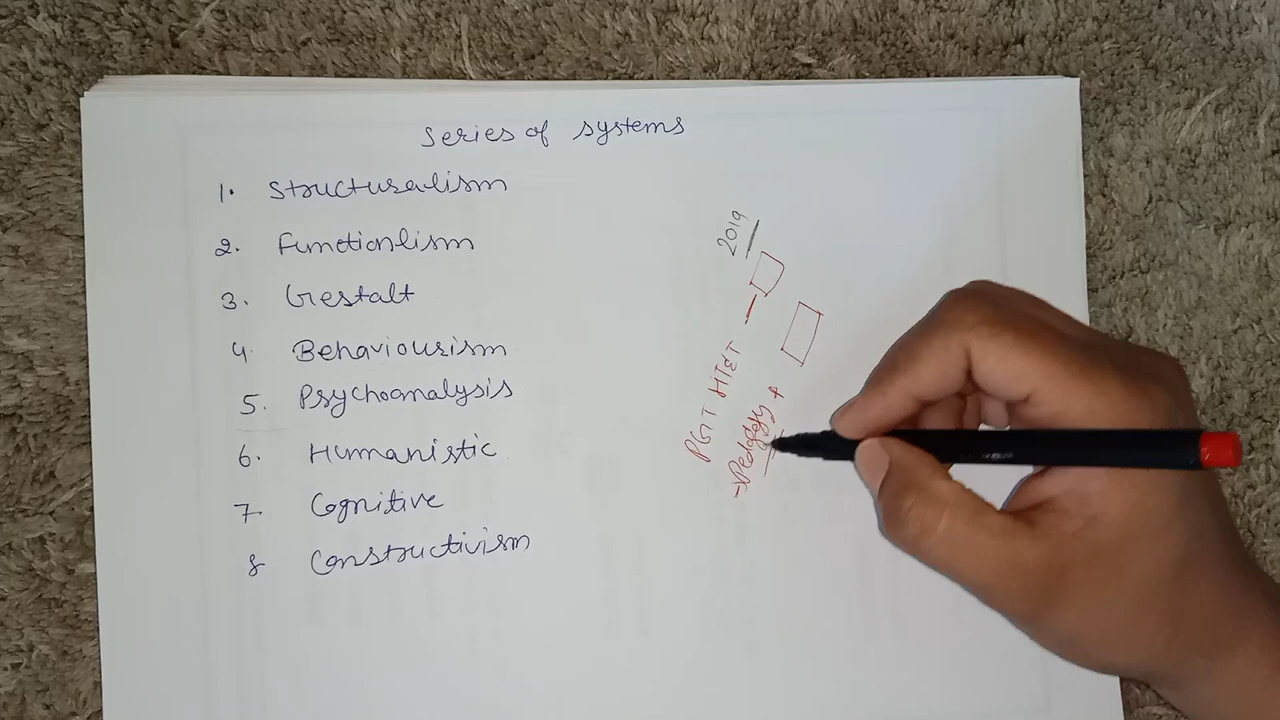 Series of systems
1. Structuralism
2. Functionlism
3. Gestalt
4. Behaviourism
5. Psychoanalysis
6. Humanistic
7. Cognitive
8 Constructivism
2019
PGT HTET -